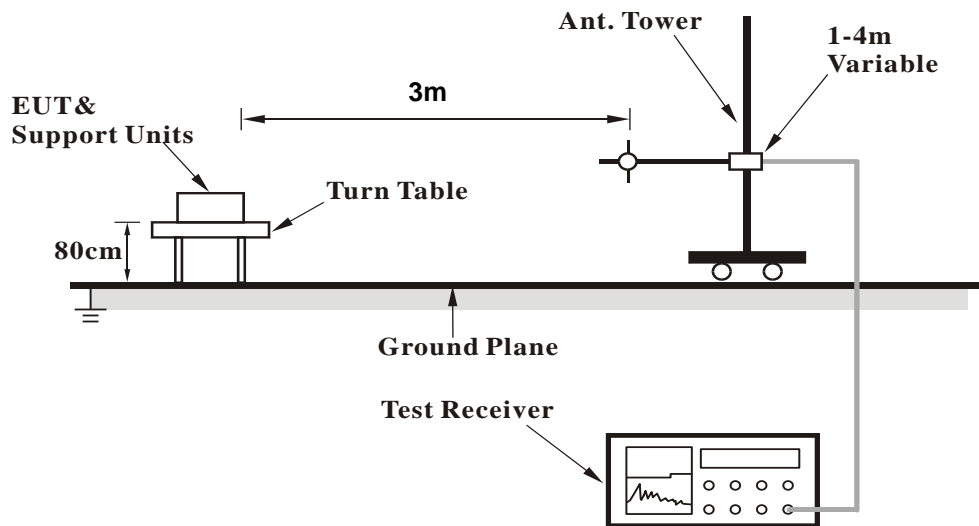 Ant. Tower
1-4m
Variable
3m
EUT&
Support Units
Turn Table
80cm
Ground Plane
Test Receiver